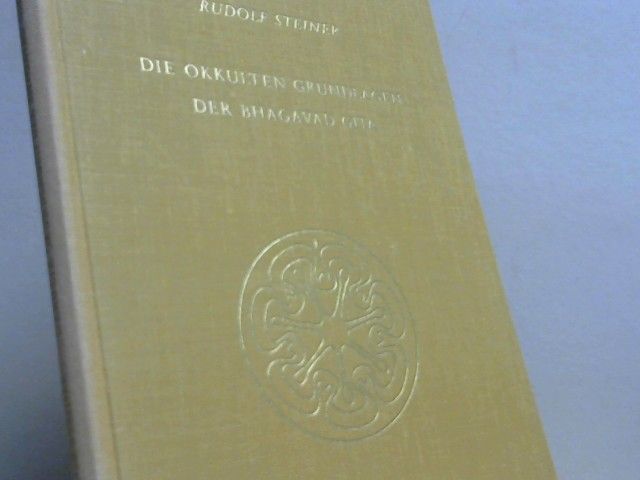 RUDOLF STEINER
DIE OKKULTEN GRUNDLAGEN
DER BHAGAVAD GITA